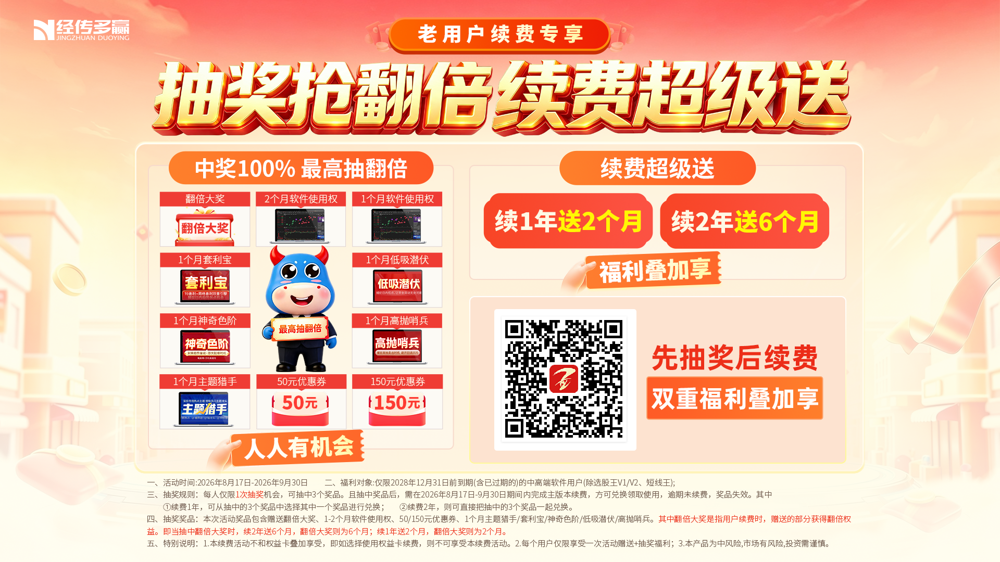 经传多赢
JINGZHUAN DUOYING
老用户续费专享
抽奖抢翻倍 续费超级送
中奖100% 最高抽翻倍
翻倍大奖
2个月软件使用权
1个月软件使用权
翻倍大奖
1个月套利宝
1个月低吸潜伏
套利宝
T0套利+网格套利双重引擎
低吸潜伏
1个月神奇色阶
1个月高抛哨兵
最高抽翻倍
神奇色阶
高抛哨兵
1个月主题猎手
50元优惠券
150元优惠券
主题猎手
50元
150元
人人有机会
续费超级送
续1年送2个月
续2年送6个月
福利叠加享
先抽奖后续费
双重福利叠加享
一、活动时间:2026年8月17日-2026年9月30日 二、福利对象:仅限2028年12月31日前到期(含已过期的)的中高端软件用户(除选股王V1/V2、短线王);
三、抽奖规则：每人仅限1次抽奖机会，可抽中3个奖品。且抽中奖品后，需在2026年8月17日-9月30日期间内完成主版本续费，方可兑换领取使用，逾期未续费，奖品失效。其中
①续费1年，可从抽中的3个奖品中选择其中一个奖品进行兑换； ②续费2年，则可直接把抽中的3个奖品一起兑换。
四、抽奖奖品：本次活动奖品包含赠送翻倍大奖、1-2个月软件使用权、50/150元优惠券、1个月主题猎手/套利宝/神奇色阶/低吸潜伏/高抛哨兵。其中翻倍大奖是指用户续费时，赠送的部分获得翻倍权
益。即当抽中翻倍大奖时，续2年送6个月，翻倍大奖则为6个月；续1年送2个月，翻倍大奖则为2个月。
五、特别说明：1.本续费活动不和权益卡叠加享受，即如选择使用权益卡续费，则不可享受本续费活动。2.每个用户仅限享受一次活动赠送+抽奖福利；3.本产品为中风险,市场有风险,投资需谨慎。